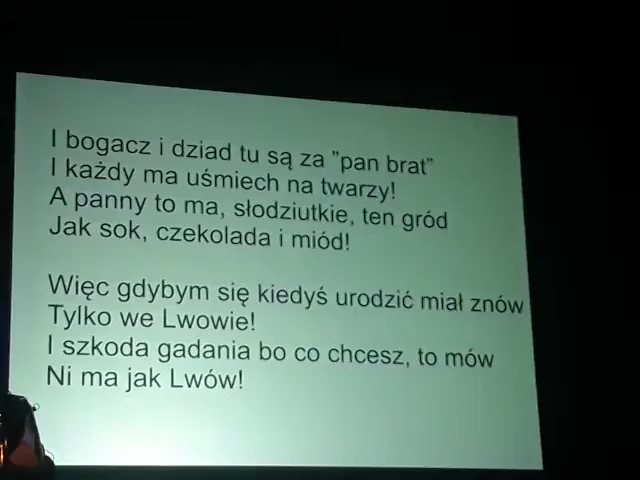 I bogacz i dziad tu są za "pan brat"
I każdy ma uśmiech na twarzy!
A panny to ma, słodziutkie, ten gród
Jak sok, czekolada i miód!
Więc gdybym się kiedyś urodzić miał znów
Tylko we Lwowie!
I szkoda gadania bo co chcesz, to mów
Ni ma jak Lwów!